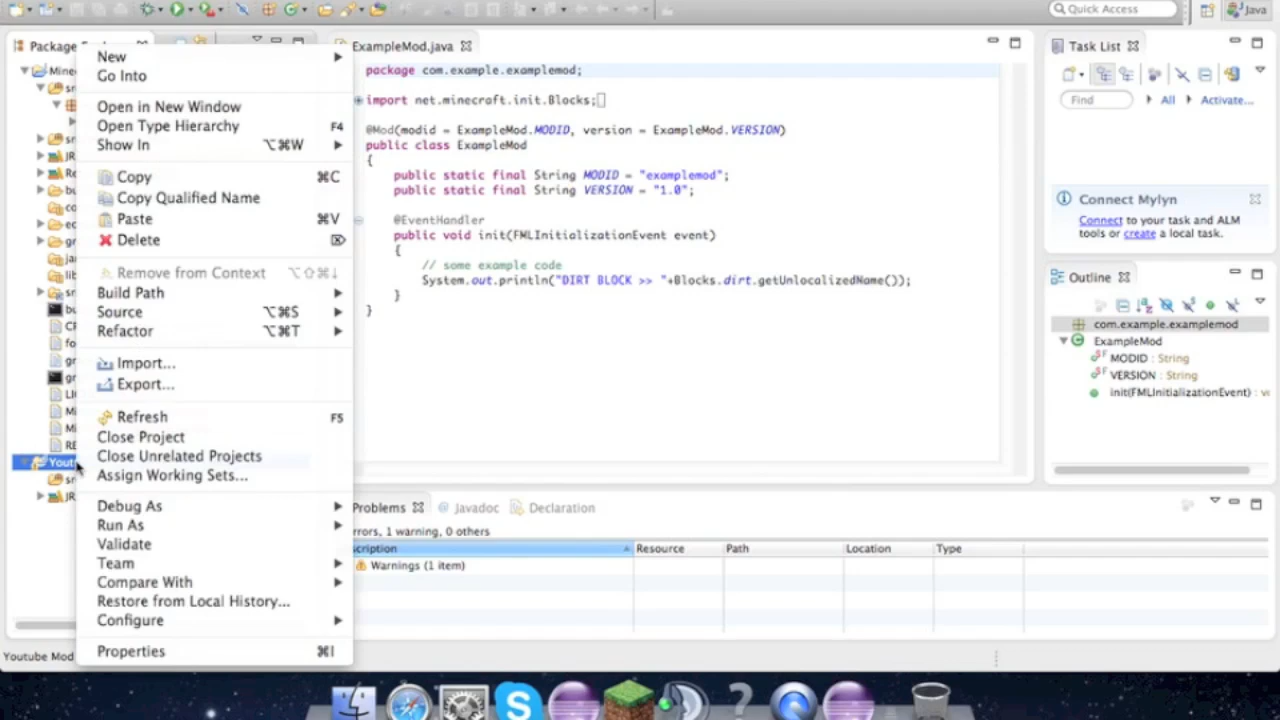 Quick Access
Java
Package
ExampleMod.java
Task List
New
Go Into
Open in New Window
Open Type Hierarchy F4
Show In ⌥⌘W
Copy ⌘C
Copy Qualified Name
Paste ⌘V
Delete ⌦
Remove from Context ⌥⇧⌘↓
Build Path
Source ⌥⌘S
Refactor ⌥⌘T
Import...
Export...
Refresh F5
Close Project
Close Unrelated Projects
Assign Working Sets...
Debug As
Run As
Validate
Team
Compare With
Restore from Local History...
Configure
Properties ⌘I
package com.example.examplemod;
import net.minecraft.init.Blocks;
@Mod(modid = ExampleMod.MODID, version = ExampleMod.VERSION)
public class ExampleMod
{
public static final String MODID = "examplemod";
public static final String VERSION = "1.0";
@EventHandler
public void init(FMLInitializationEvent event)
{
// some example code
System.out.println("DIRT BLOCK >> "+Blocks.dirt.getUnlocalizedName());
}
}
Find
All
Activate...
Connect Mylyn
Connect to your task and ALM
tools or create a local task.
Outline
com.example.examplemod
ExampleMod
MODID : String
VERSION : String
init(FMLInitializationEvent) : v
Problems
Javadoc
Declaration
rrors, 1 warning, 0 others
scription Resource Path Location Type
Warnings (1 item)
Youtube Mod